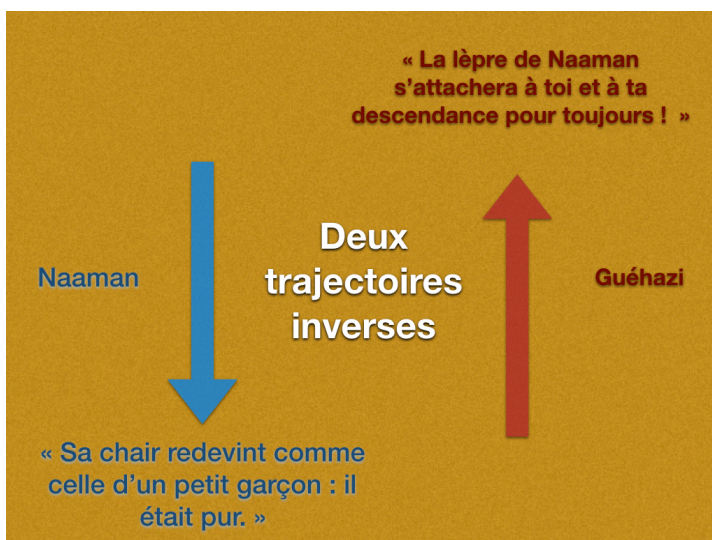 « La lèpre de Naaman
s’attachera à toi et à ta
descendance pour toujours ! »
Deux
trajectoires
inverses
Naaman
Guéhazi
« Sa chair redevint comme
celle d’un petit garçon : il
était pur. »